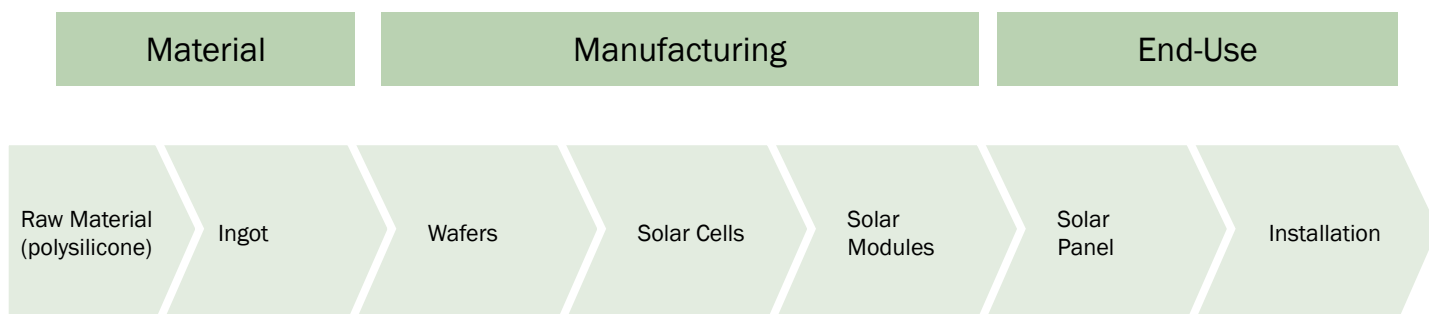 Material
Manufacturing
End-Use
Raw Material
(polysilicone)
Ingot
Wafers
Solar Cells
Solar
Modules
Solar
Panel
Installation